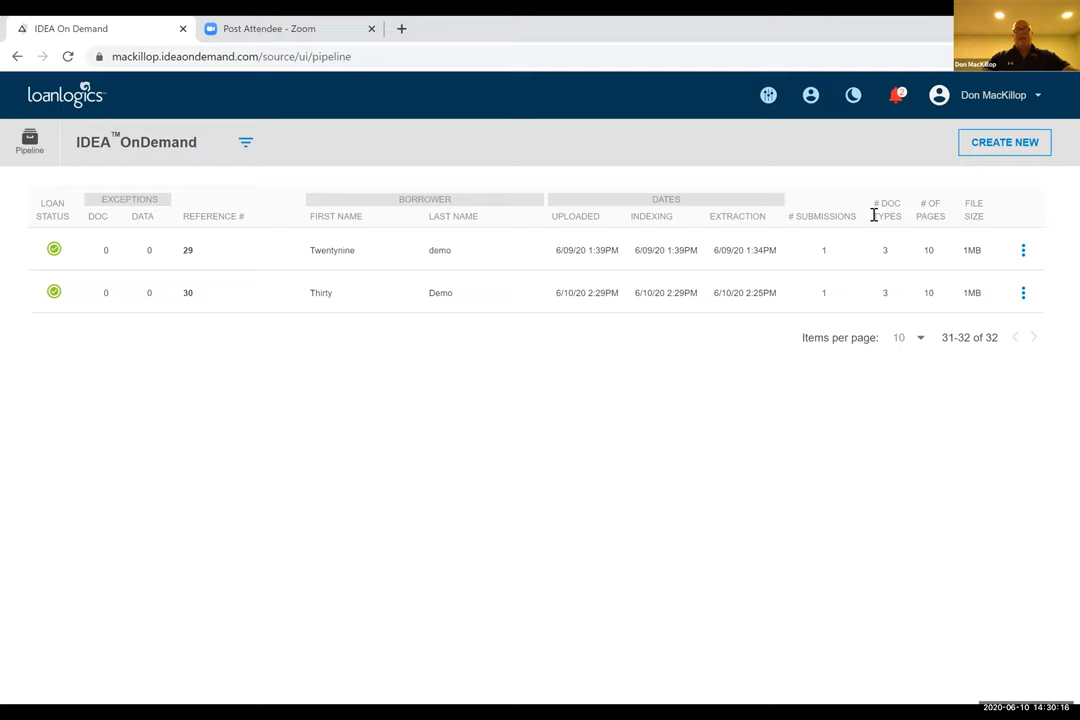 IDEA On Demand
Post Attendee - Zoom
mackillop.ideaondemand.com/source/ui/pipeline
Don MacKillop
loanlogics
2
Don MacKillop
Pipeline
IDEA™OnDemand
CREATE NEW
LOAN STATUS EXCEPTIONS DOC DATA REFERENCE # BORROWER FIRST NAME LAST NAME DATES UPLOADED INDEXING EXTRACTION # SUBMISSIONS # DOC TYPES # OF PAGES FILE SIZE
0 0 29 Twentynine demo 6/09/20 1:39PM 6/09/20 1:39PM 6/09/20 1:34PM 1 3 10 1MB
0 0 30 Thirty Demo 6/10/20 2:29PM 6/10/20 2:29PM 6/10/20 2:25PM 1 3 10 1MB
Items per page: 10 31-32 of 32
2020-06-10 14:30:16